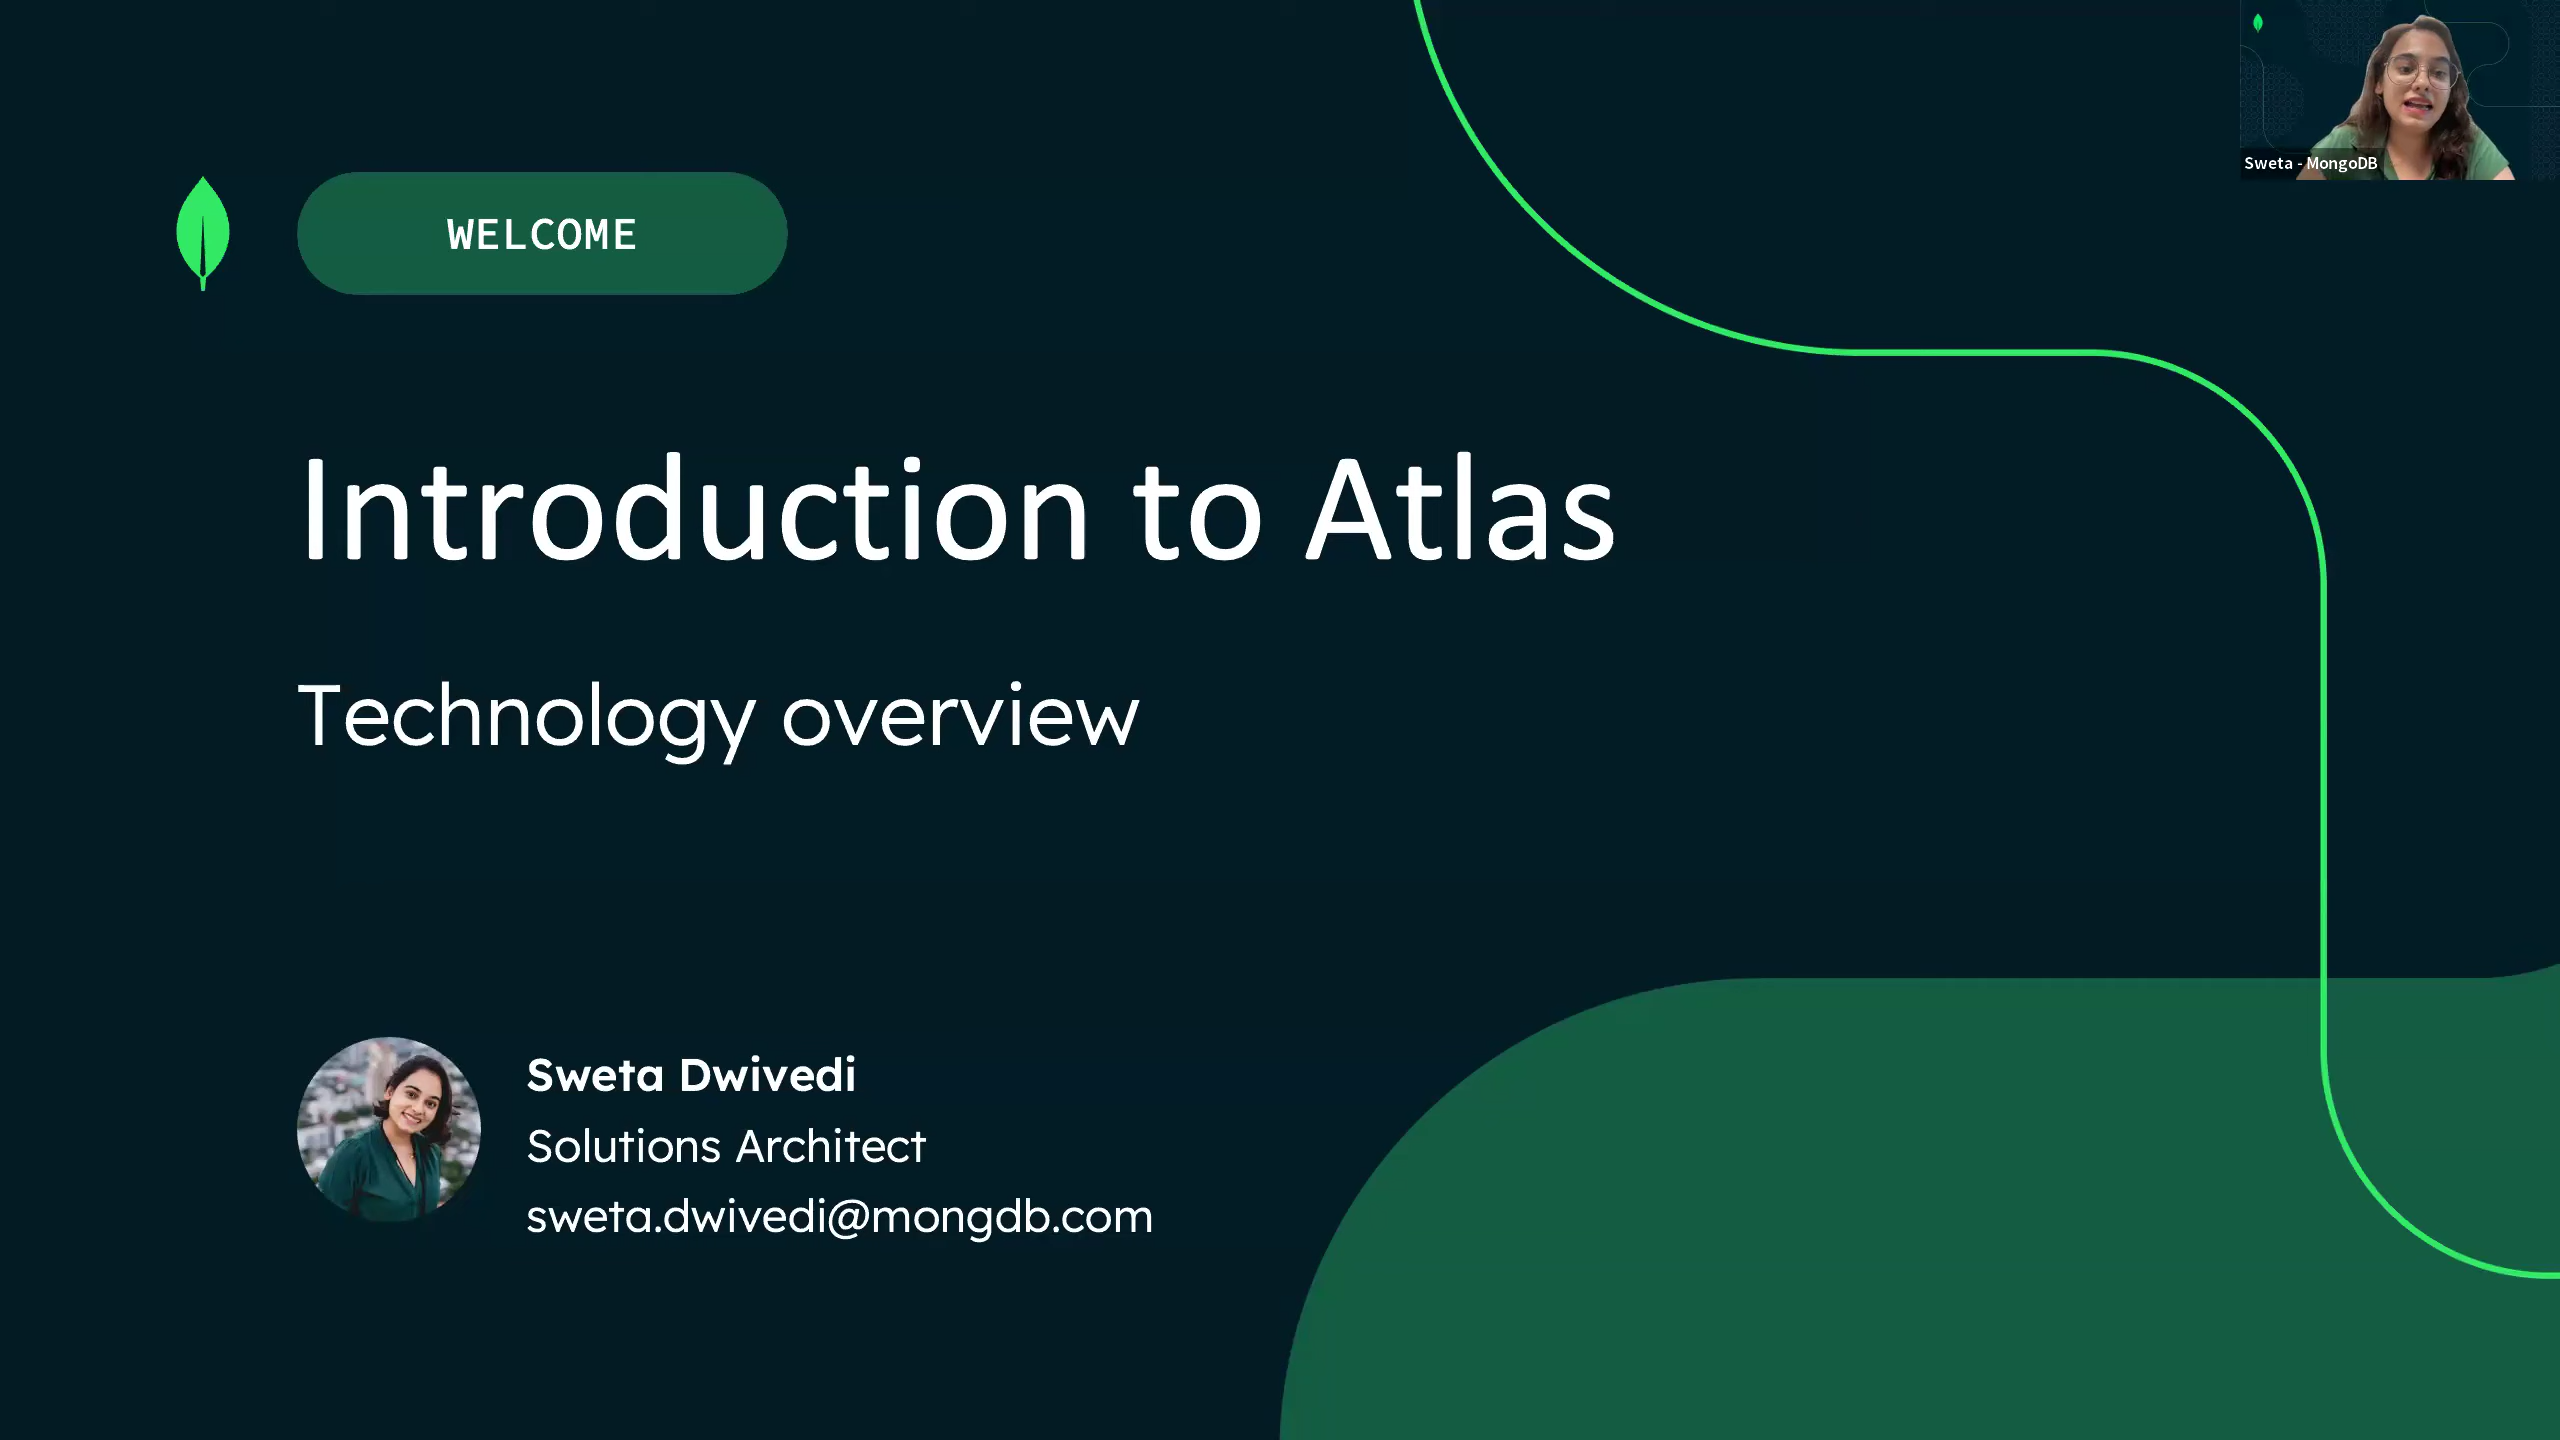 WELCOME
Introduction to Atlas
Technology overview
Sweta Dwivedi
Solutions Architect
sweta.dwivedi@mongdb.com
Sweta - MongoDB